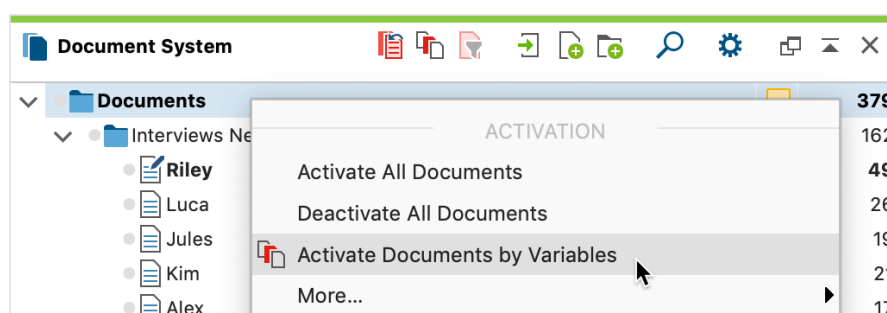 Document System
Documents 379
ACTIVATION
Interviews Ne 162
Activate All Documents
Riley 49
Luca 26
Deactivate All Documents
Jules 19
Activate Documents by Variables
Kim 21
More...
Alex 17